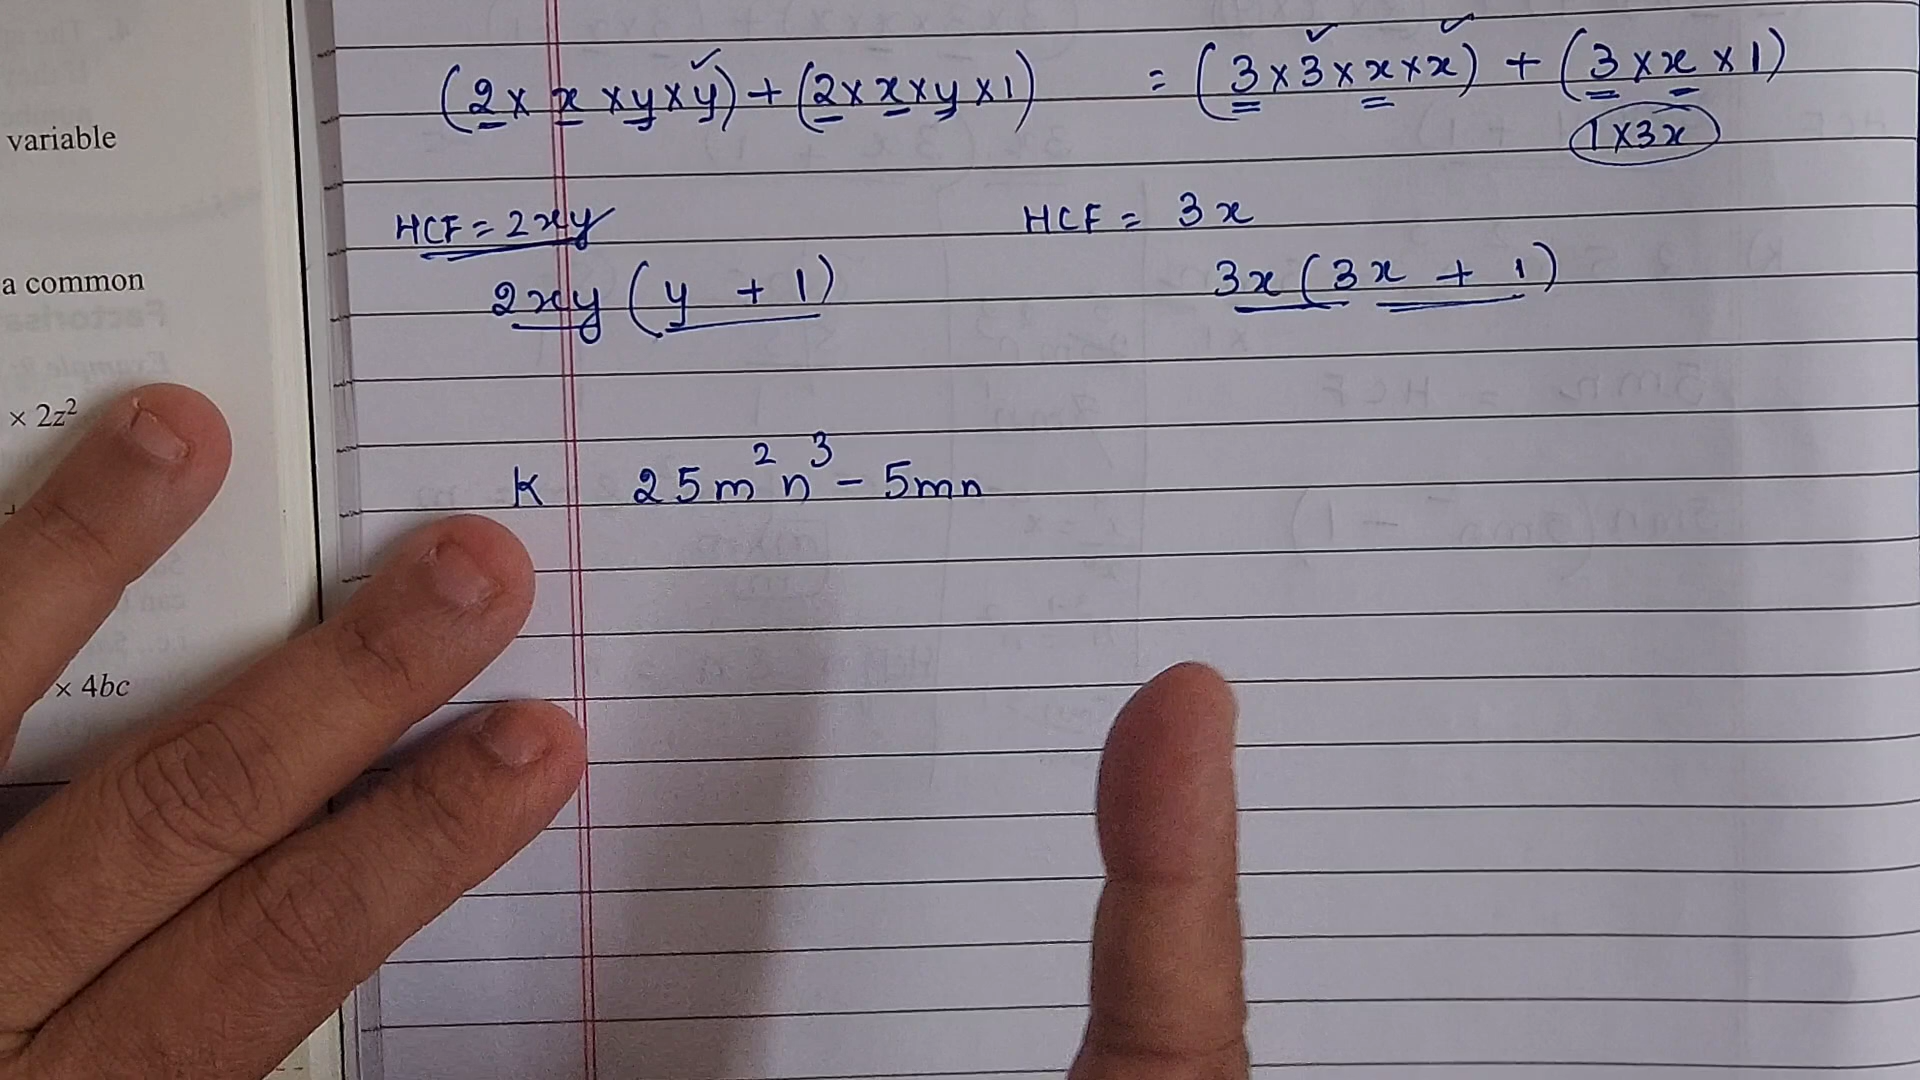 variable
a common
× 2z²
× 4bc
(2 × x × y × y) + (2 × x × y × 1)
= (3 × 3 × x × x) + (3 × x × 1)
1 × 3x
HCF = 2xy
2xy (y + 1)
HCF = 3x
3x (3x + 1)
k 25m²n³ - 5mn